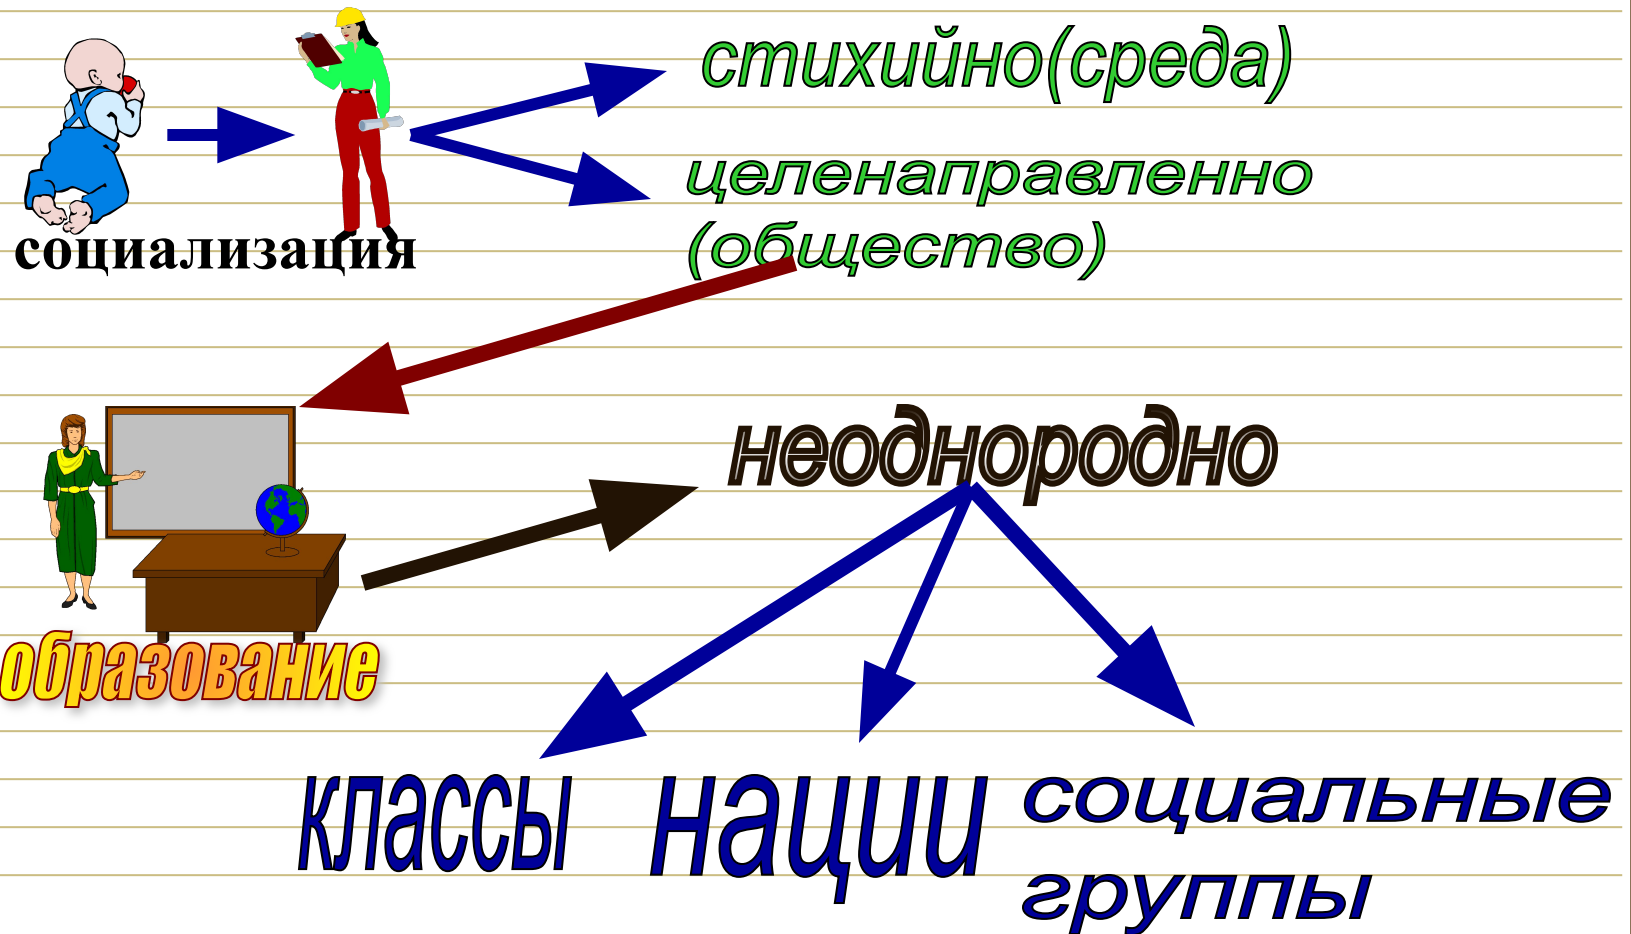 стихийно(среда)
целенаправленно
(общество)
социализация
неоднородно
образование
классы нации социальные
группы